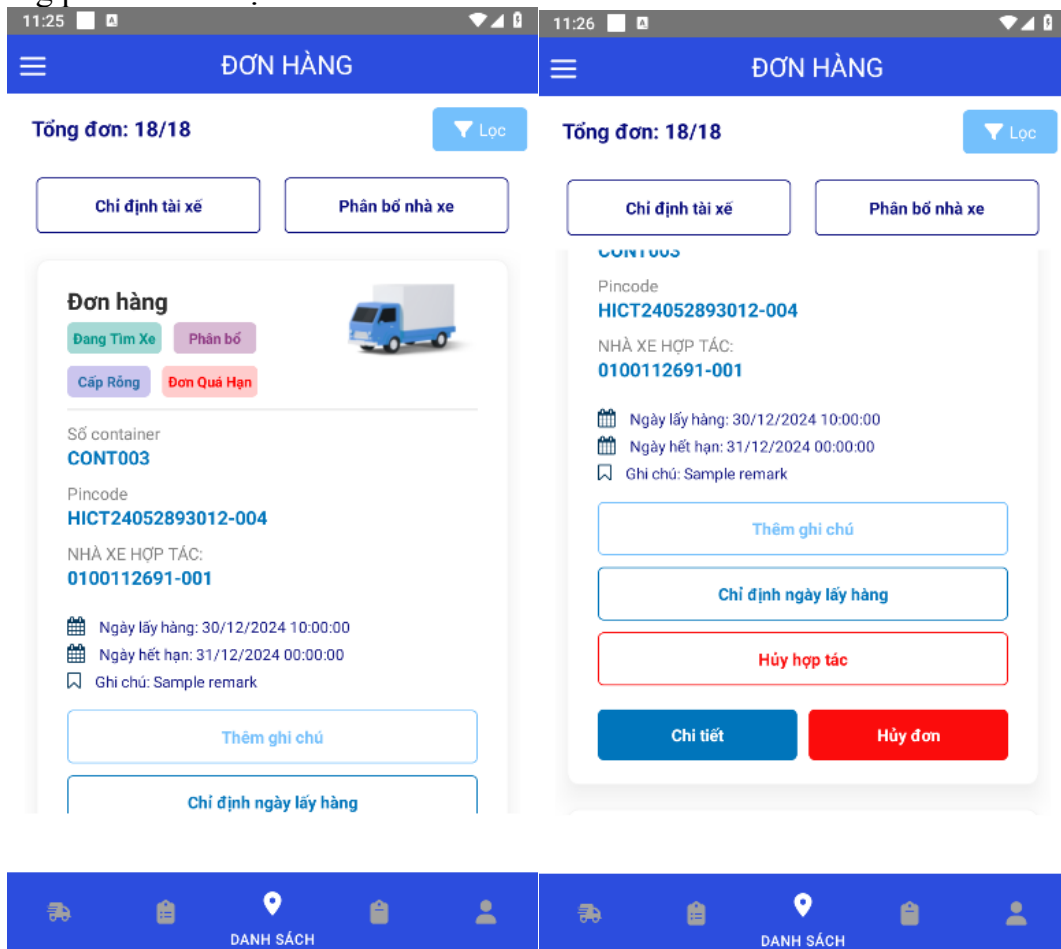 11:25
ĐƠN HÀNG
Tổng đơn: 18/18
Lọc
Chỉ định tài xế
Phân bổ nhà xe
Đơn hàng
Đang Tìm Xe
Phân bổ
Cấp Rỗng
Đơn Quá Hạn
Số container
CONT003
Pincode
HICT24052893012-004
NHÀ XE HỢP TÁC:
0100112691-001
Ngày lấy hàng: 30/12/2024 10:00:00
Ngày hết hạn: 31/12/2024 00:00:00
Ghi chú: Sample remark
Thêm ghi chú
Chỉ định ngày lấy hàng
DANH SÁCH
11:26
ĐƠN HÀNG
Tổng đơn: 18/18
Lọc
Chỉ định tài xế
Phân bổ nhà xe
CONT003
Pincode
HICT24052893012-004
NHÀ XE HỢP TÁC:
0100112691-001
Ngày lấy hàng: 30/12/2024 10:00:00
Ngày hết hạn: 31/12/2024 00:00:00
Ghi chú: Sample remark
Thêm ghi chú
Chỉ định ngày lấy hàng
Hủy hợp tác
Chi tiết
Hủy đơn
DANH SÁCH